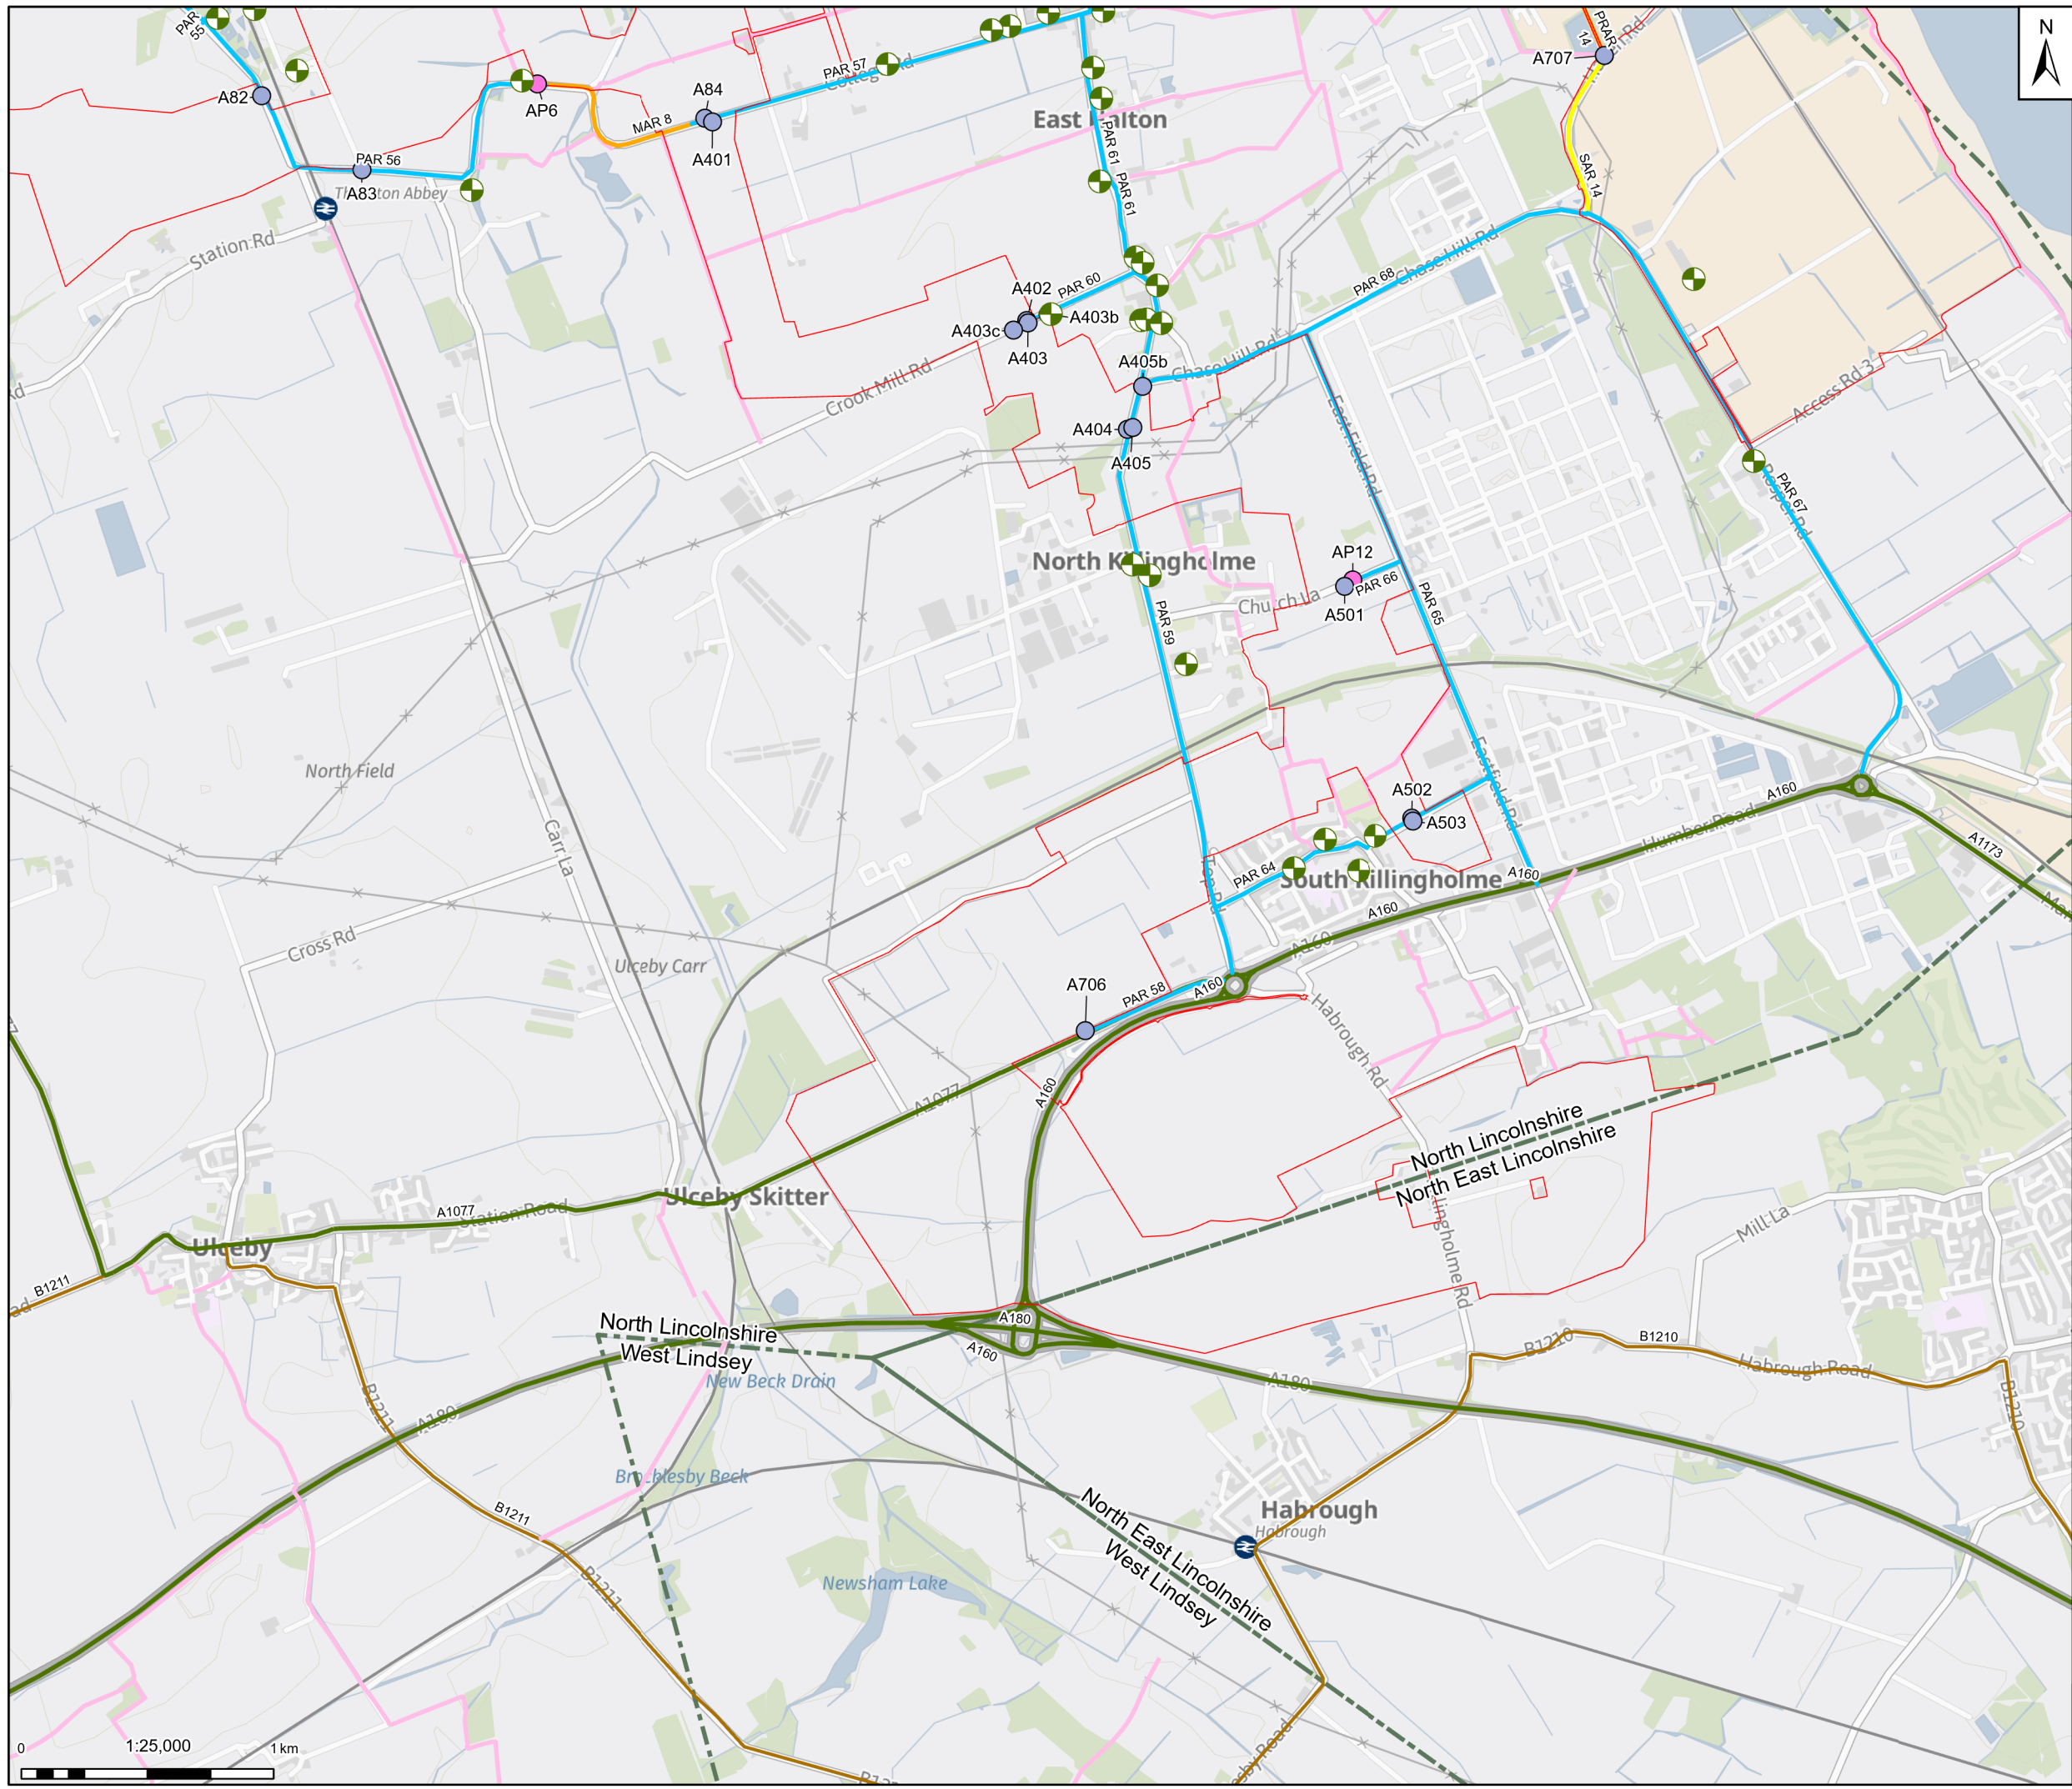 N
PAR
55
PRAR
14
A707
A82
AP6
MAR 8
A84
A401
PAR 57
East Halton
PAR 61
PAR 61
SAR 14
PAR 56
A83
Station Rd
PAR 60
A402
A403b
A403c
A403
PAR 68
Chase Hill Rd
Chase Hill Rd
A405b
Crook Mill Rd
Access Rd 3
A404
A405
East Field Rd
PAR 67
Rosper Rd
North Killingholme
AP12
PAR 66
A501
Church La
PAR 65
PAR 59
North Field
Eastfield Rd
A502
A503
A160
Humber Road
A1173
Carr La
Top Rd
PAR 64
South Killingholme
A160
A160
A160
Cross Rd
Ulceby Carr
A706
PAR 58
A160
Habrough Rd
A160
A1077
North Lincolnshire
North East Lincolnshire
Ulceby Skitter
A1077
Station Road
Ulceby
B1211
Mill La
North Lincolnshire
West Lindsey
A180
A160
New Beck Drain
B1210
B1210
Habrough Road
B1210
A180
A180
B1211
Brocklesby Beck
B1211
B1211
North East Lincolnshire
West Lindsey
Habrough
Habrough
Newsham Lake
0
1:25,000
1 km